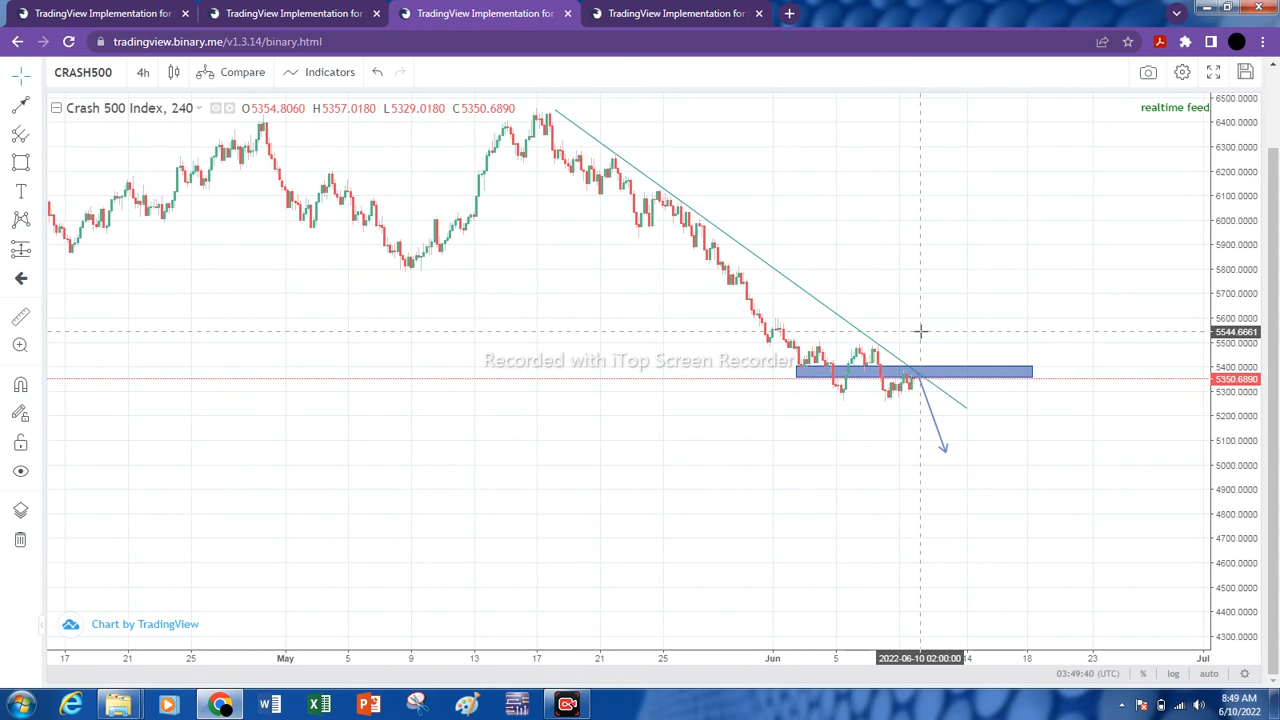 TradingView Implementation for
TradingView Implementation for
TradingView Implementation for
TradingView Implementation for
tradingview.binary.me/v1.3.14/binary.html
CRASH500
4h
Compare
Indicators
Crash 500 Index, 240
O5354.8060 H5357.0180 L5329.0180 C5350.6890
realtime feed
6500.0000
6400.0000
6300.0000
6200.0000
6100.0000
6000.0000
5900.0000
5800.0000
5700.0000
5600.0000
5544.6661
5500.0000
5400.0000
5350.6890
5300.0000
5200.0000
5100.0000
5000.0000
4900.0000
4800.0000
4700.0000
4600.0000
4500.0000
4400.0000
4300.0000
Recorded with iTop Screen Recorder
Chart by TradingView
17
21
25
May
5
9
13
17
21
25
Jun
5
2022-06-10 02:00:00
14
18
23
Jul
03:49:40 (UTC)
%
log
auto
8:49 AM
6/10/2022